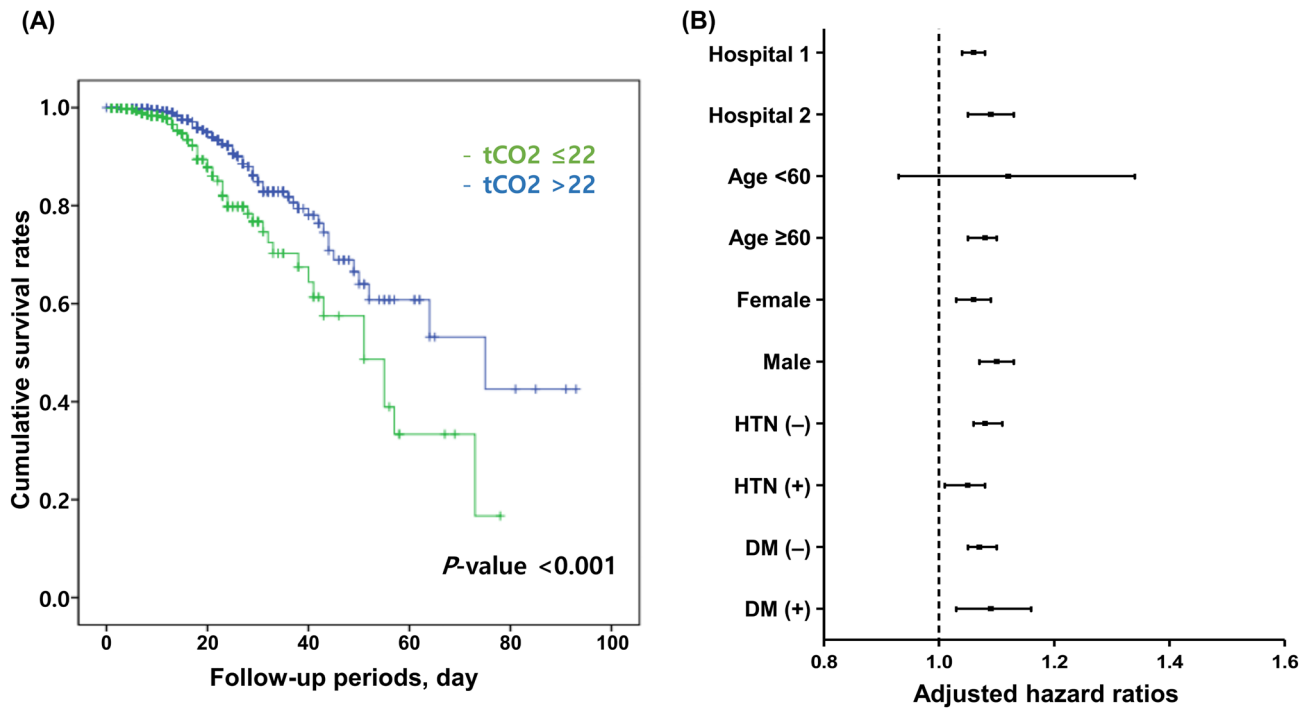 (A)
1.0
0.8
0.6
0.4
0.2
0.0
Cumulative survival rates
- tCO2 ≤22
- tCO2 >22
P-value <0.001
0 20 40 60 80 100
Follow-up periods, day
(B)
Hospital 1
Hospital 2
Age <60
Age ≥60
Female
Male
HTN (–)
HTN (+)
DM (–)
DM (+)
0.8 1.0 1.2 1.4 1.6
Adjusted hazard ratios